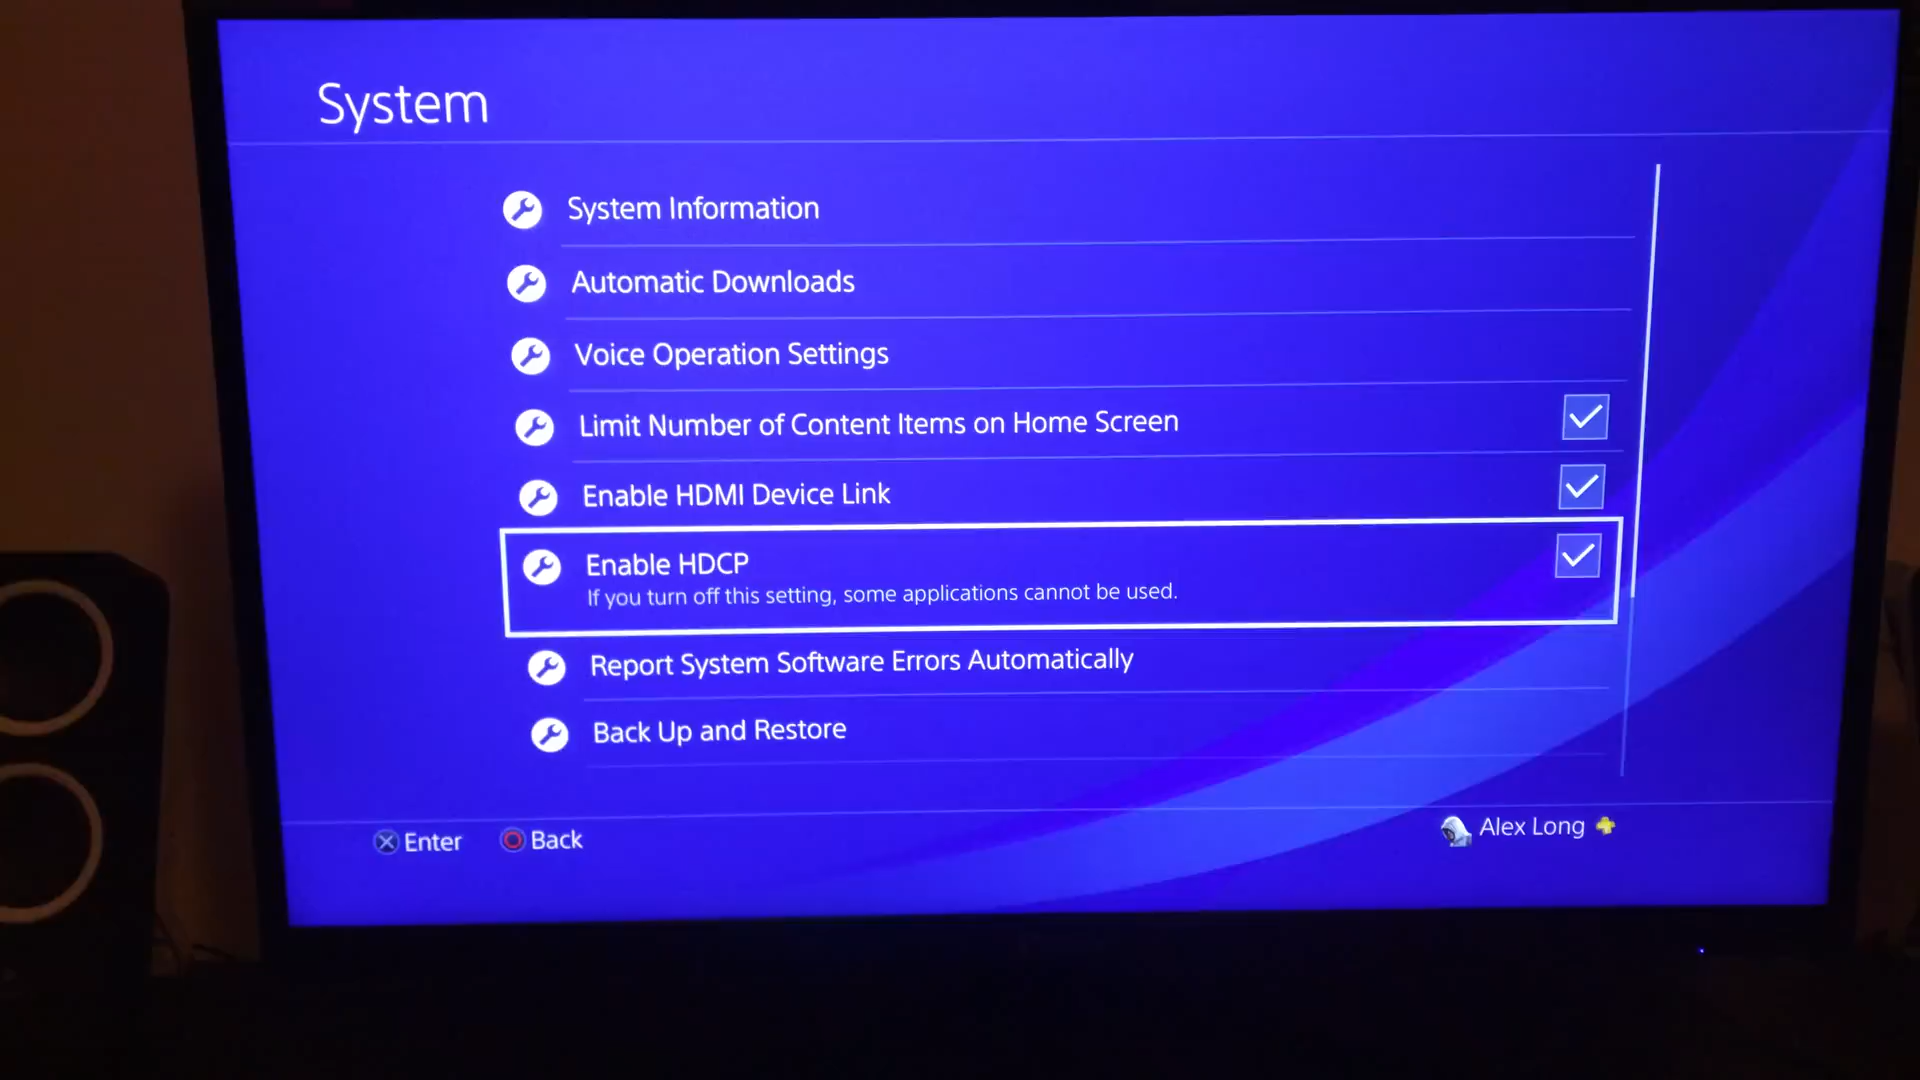 System
System Information
Automatic Downloads
Voice Operation Settings
Limit Number of Content Items on Home Screen
Enable HDMI Device Link
Enable HDCP
If you turn off this setting, some applications cannot be used.
Report System Software Errors Automatically
Back Up and Restore
Enter Back
Alex Long